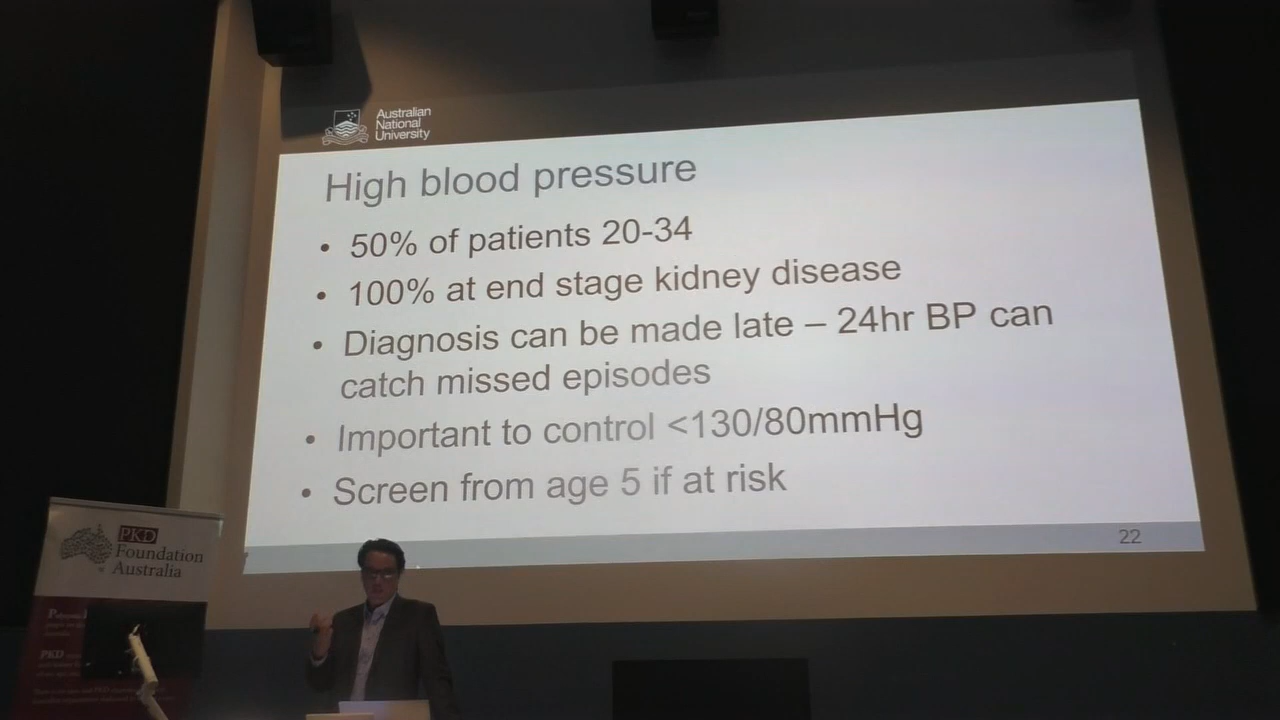 Australian
National
University
High blood pressure
• 50% of patients 20-34
• 100% at end stage kidney disease
• Diagnosis can be made late – 24hr BP can
catch missed episodes
• Important to control <130/80mmHg
• Screen from age 5 if at risk
22
PKD
Foundation
Australia
PKD